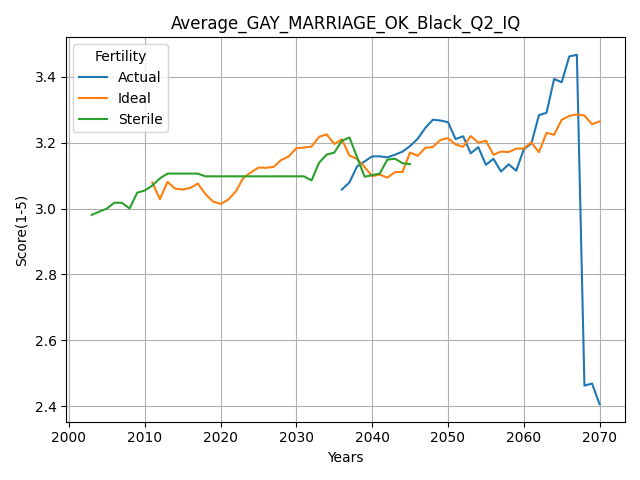 Average_GAY_MARRIAGE_OK_Black_Q2_IQ
Fertility
Actual
Ideal
Sterile
Score(1-5)
3.4
3.2
3.0
2.8
2.6
2.4
2000 2010 2020 2030 2040 2050 2060 2070
Years